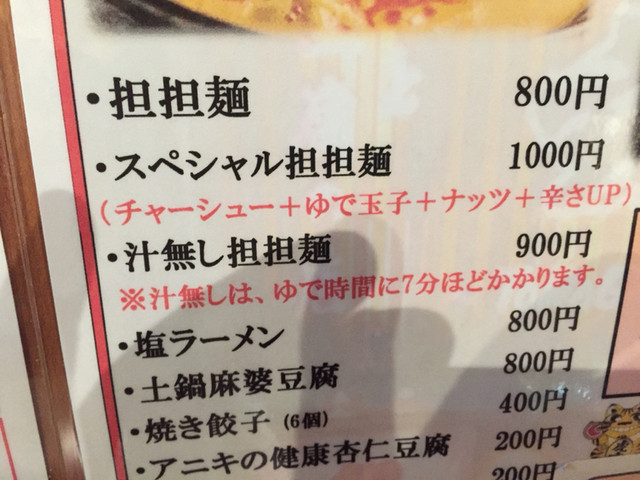 ・担担麺 800円
・スペシャル担担麺 1000円
（チャーシュー＋ゆで玉子＋ナッツ＋辛さUP）
・汁無し担担麺 900円
※汁無しは、ゆで時間に7分ほどかかります。
・塩ラーメン 800円
・土鍋麻婆豆腐 800円
・焼き餃子（6個） 400円
・アニキの健康杏仁豆腐 200円
200円